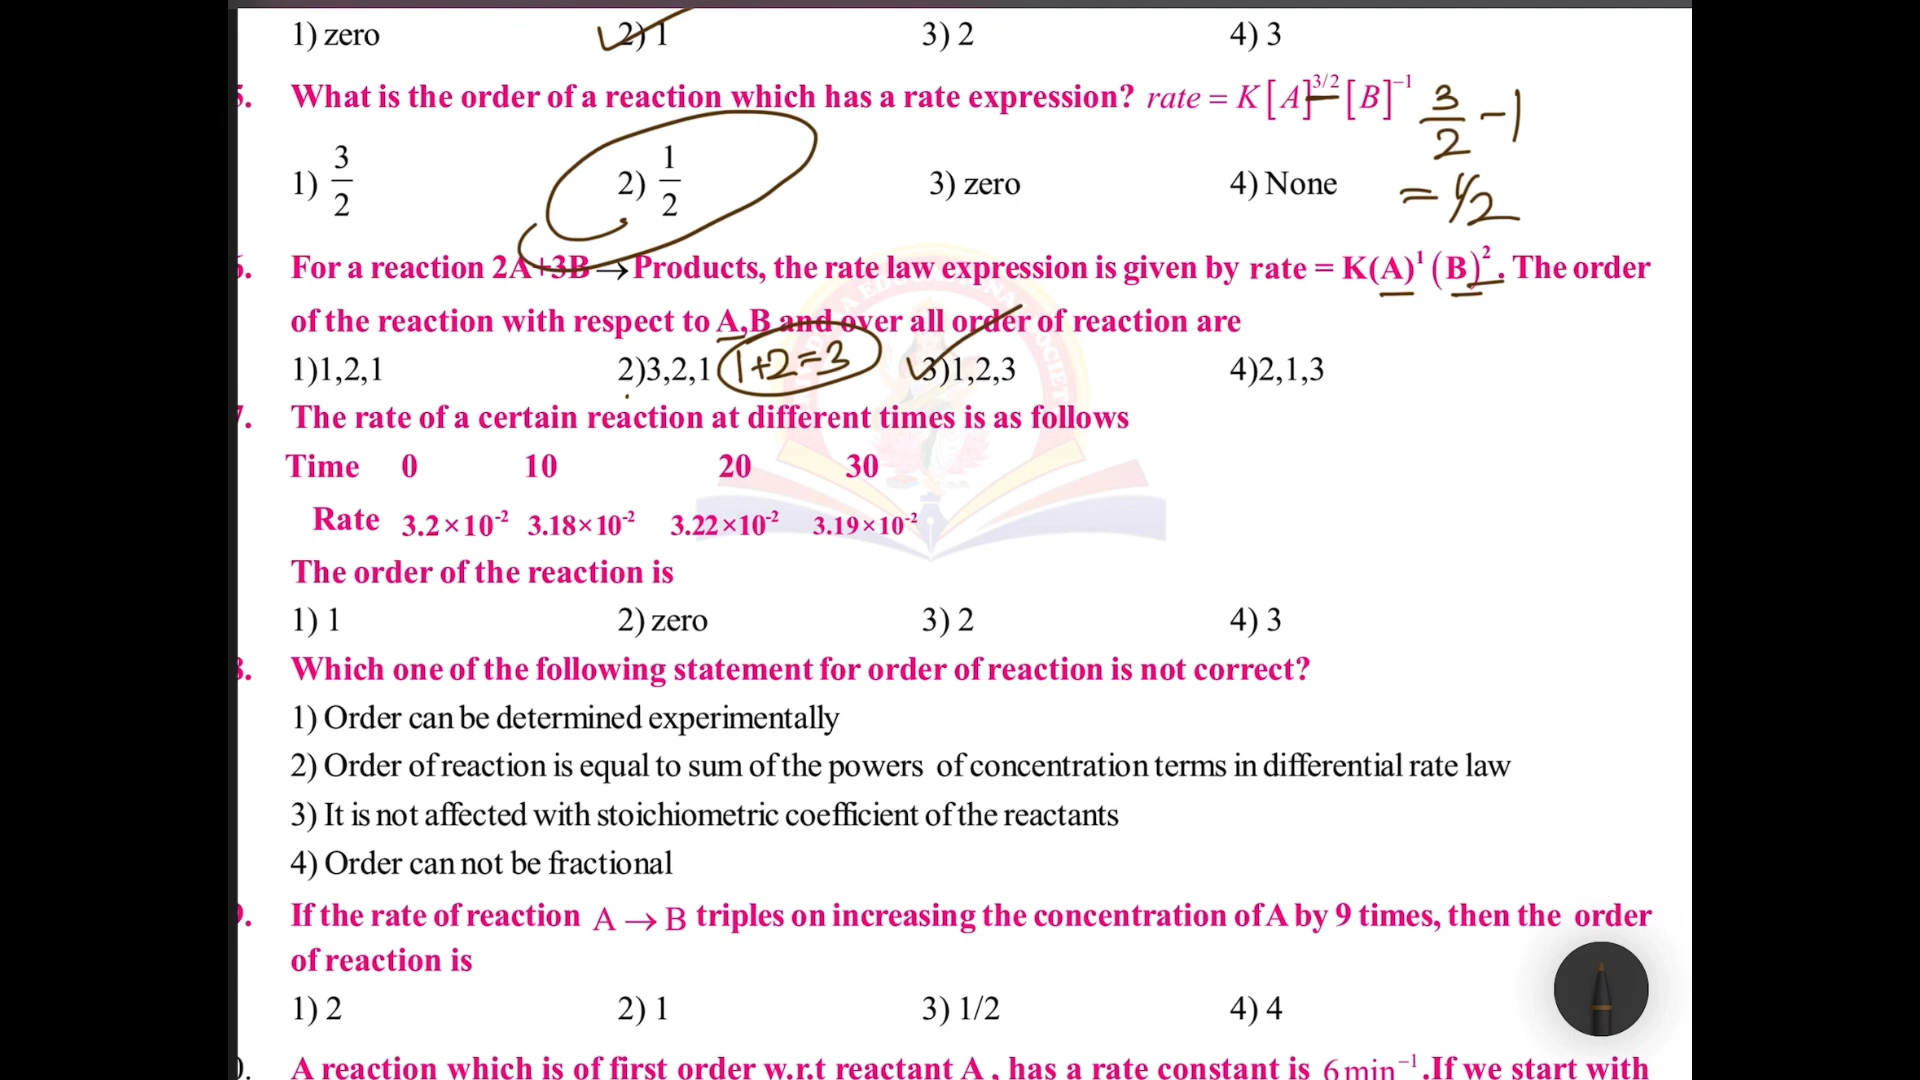 1) zero 2) 1 3) 2 4) 3
5. What is the order of a reaction which has a rate expression? rate = K[A]^{3/2} [B]^{-1} 3/2 - 1
1) 3/2 2) 1/2 3) zero 4) None = 1/2
6. For a reaction 2A+3B → Products, the rate law expression is given by rate = K(A)^1 (B)^2. The order
of the reaction with respect to A,B and over all order of reaction are
1)1,2,1 2)3,2,1 1+2=3 3)1,2,3 4)2,1,3
7. The rate of a certain reaction at different times is as follows
Time 0 10 20 30
Rate 3.2×10^{-2} 3.18×10^{-2} 3.22×10^{-2} 3.19×10^{-2}
The order of the reaction is
1) 1 2) zero 3) 2 4) 3
8. Which one of the following statement for order of reaction is not correct?
1) Order can be determined experimentally
2) Order of reaction is equal to sum of the powers of concentration terms in differential rate law
3) It is not affected with stoichiometric coefficient of the reactants
4) Order can not be fractional
9. If the rate of reaction A → B triples on increasing the concentration of A by 9 times, then the order
of reaction is
1) 2 2) 1 3) 1/2 4) 4
0. A reaction which is of first order w.r.t reactant A , has a rate constant is 6 min^{-1} .If we start with